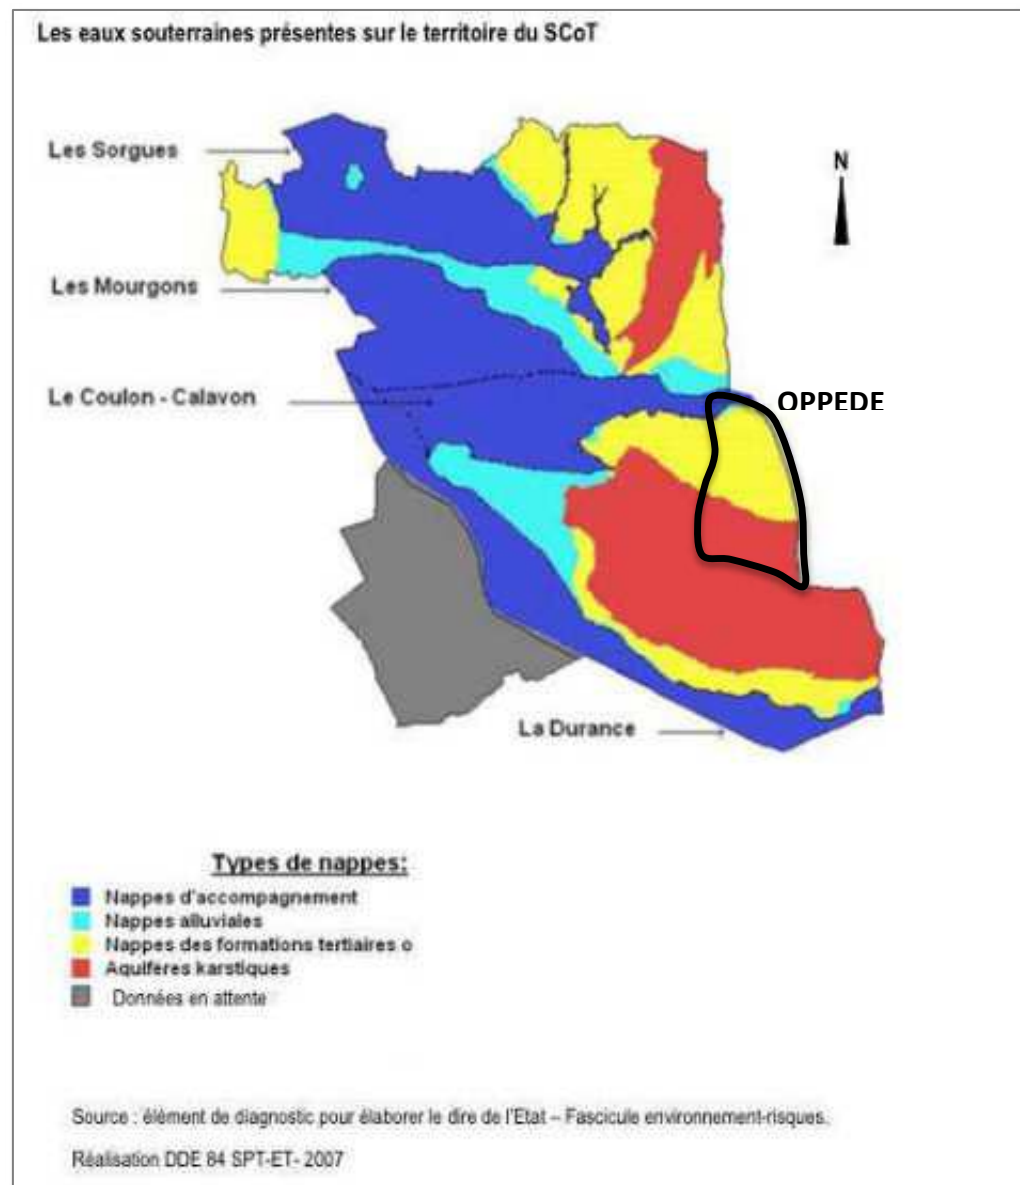 Les eaux souterraines présentes sur le territoire du SCoT
Les Sorgues
N
Les Mourgons
Le Coulon - Calavon
OPPEDE
La Durance
Types de nappes:
Nappes d'accompagnement
Nappes alluviales
Nappes des formations tertiaires o
Aquifères karstiques
Données en attente
Source : élément de diagnostic pour élaborer le dire de l'Etat – Fascicule environnement-risques.
Réalisation DDE 84 SPT-ET- 2007